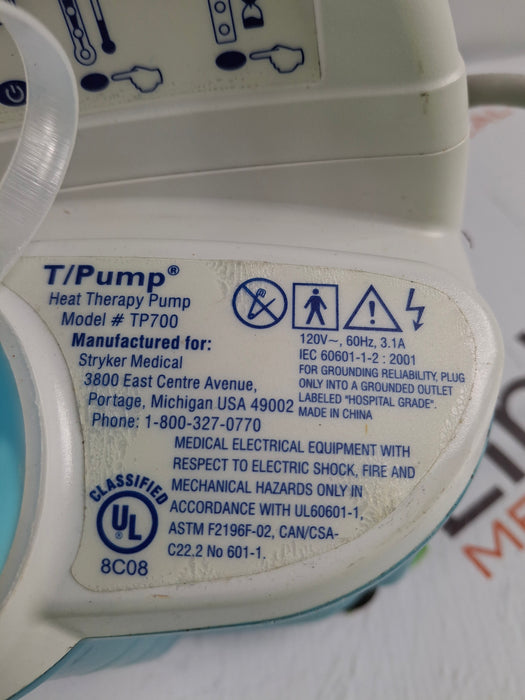 T/Pump®
Heat Therapy Pump
Model # TP700
Manufactured for:
Stryker Medical
3800 East Centre Avenue,
Portage, Michigan USA 49002
Phone: 1-800-327-0770
120V~, 60Hz, 3.1A
IEC 60601-1-2 : 2001
FOR GROUNDING RELIABILITY, PLUG
ONLY INTO A GROUNDED OUTLET
LABELED "HOSPITAL GRADE".
MADE IN CHINA
MEDICAL ELECTRICAL EQUIPMENT WITH
RESPECT TO ELECTRIC SHOCK, FIRE AND
MECHANICAL HAZARDS ONLY IN
ACCORDANCE WITH UL60601-1,
ASTM F2196F-02, CAN/CSA-
C22.2 No 601-1.
CLASSIFIED
UL
8C08